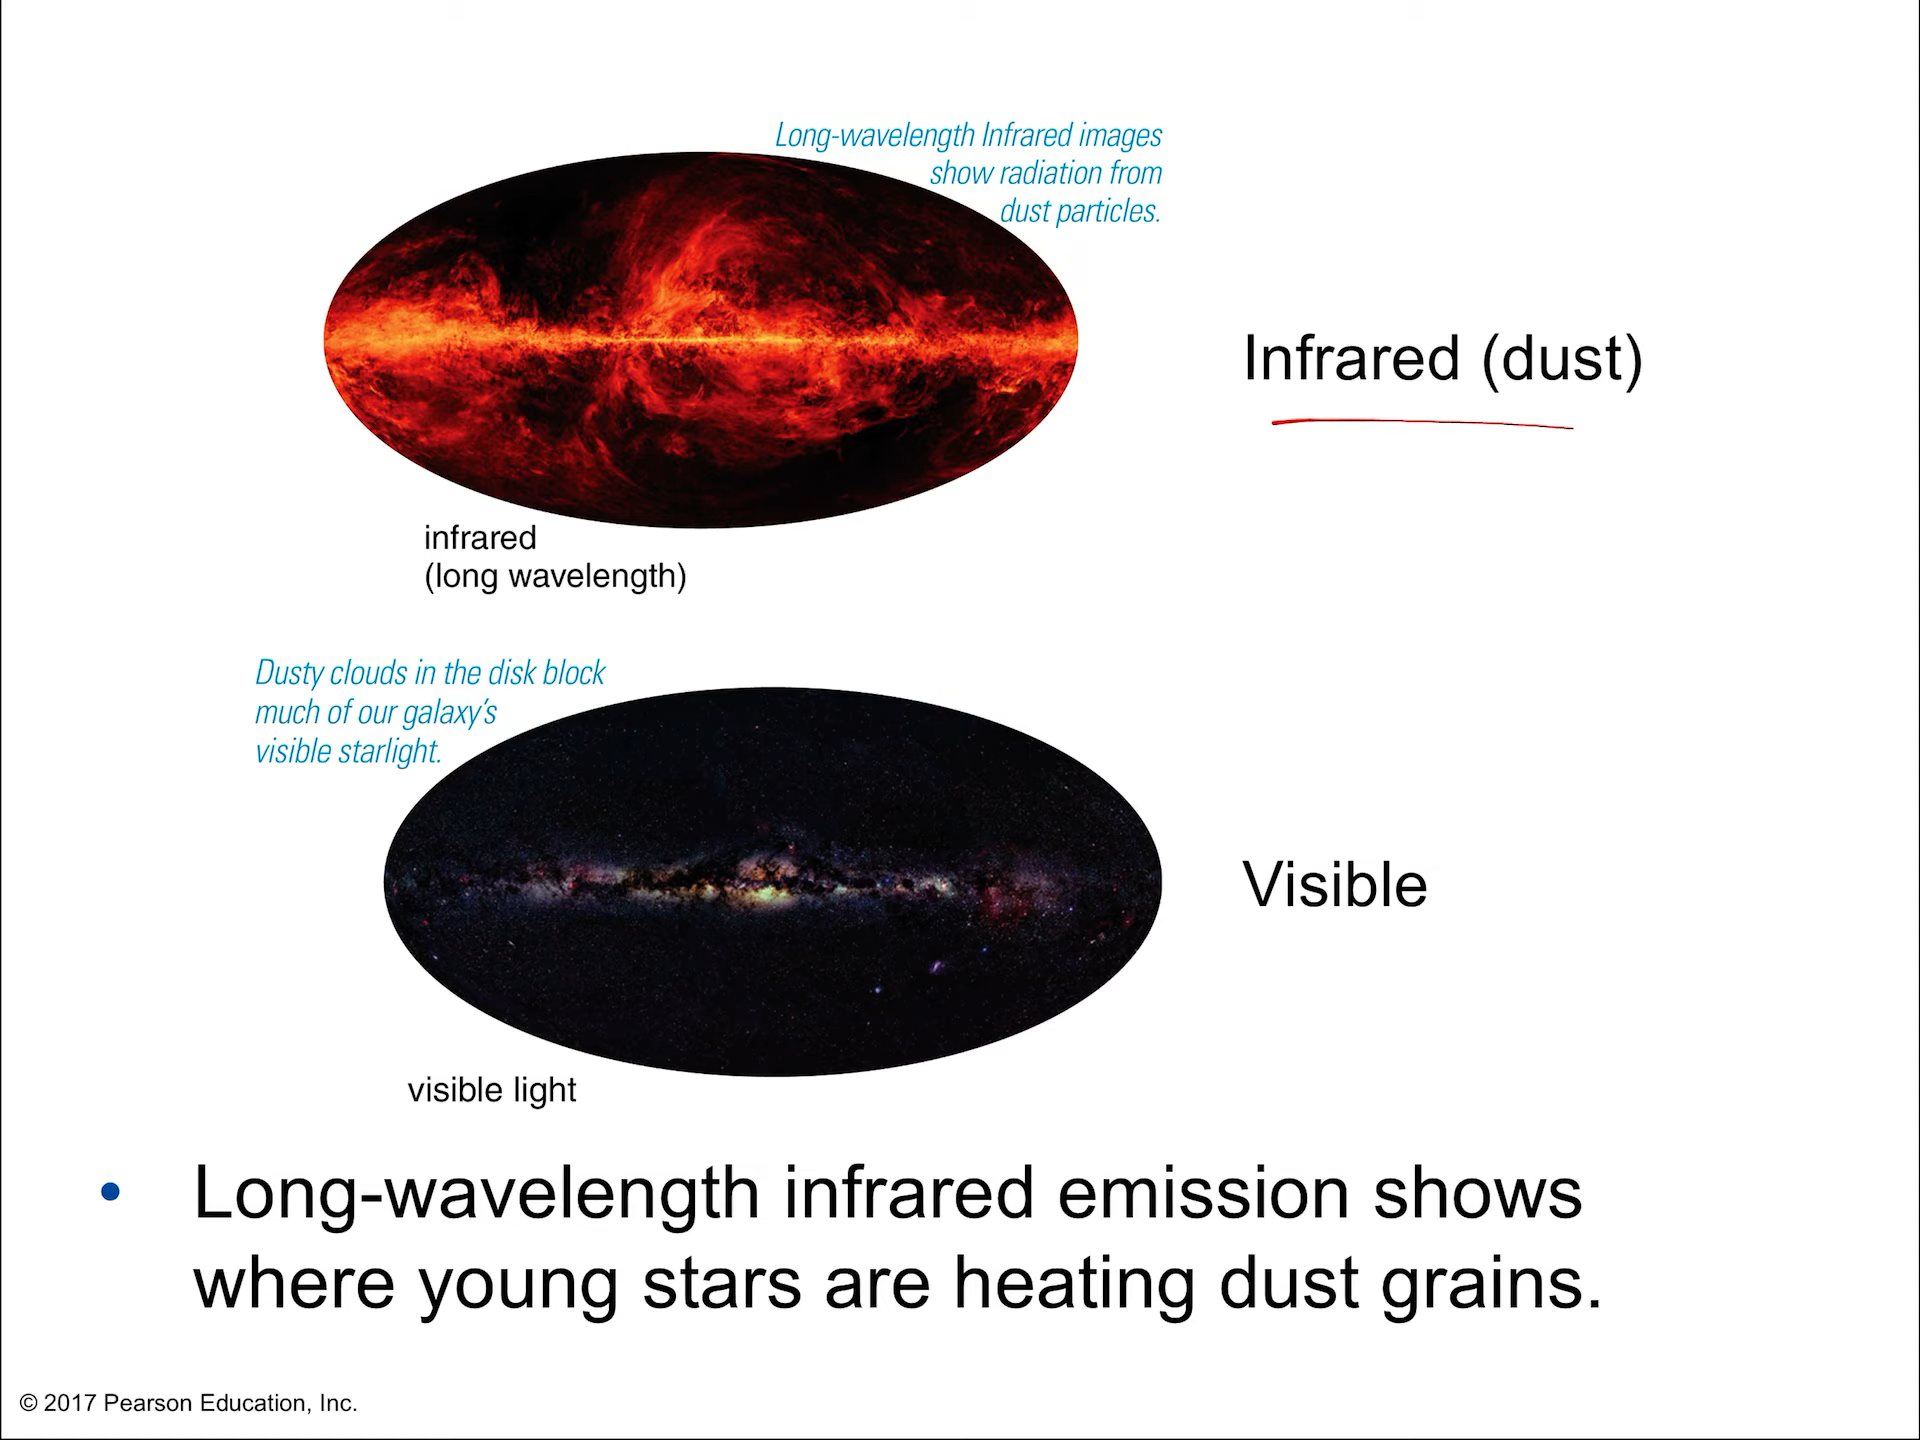 Long-wavelength Infrared images
show radiation from
dust particles.
Infrared (dust)
infrared
(long wavelength)
Dusty clouds in the disk block
much of our galaxy's
visible starlight.
Visible
visible light
• Long-wavelength infrared emission shows
where young stars are heating dust grains.
© 2017 Pearson Education, Inc.